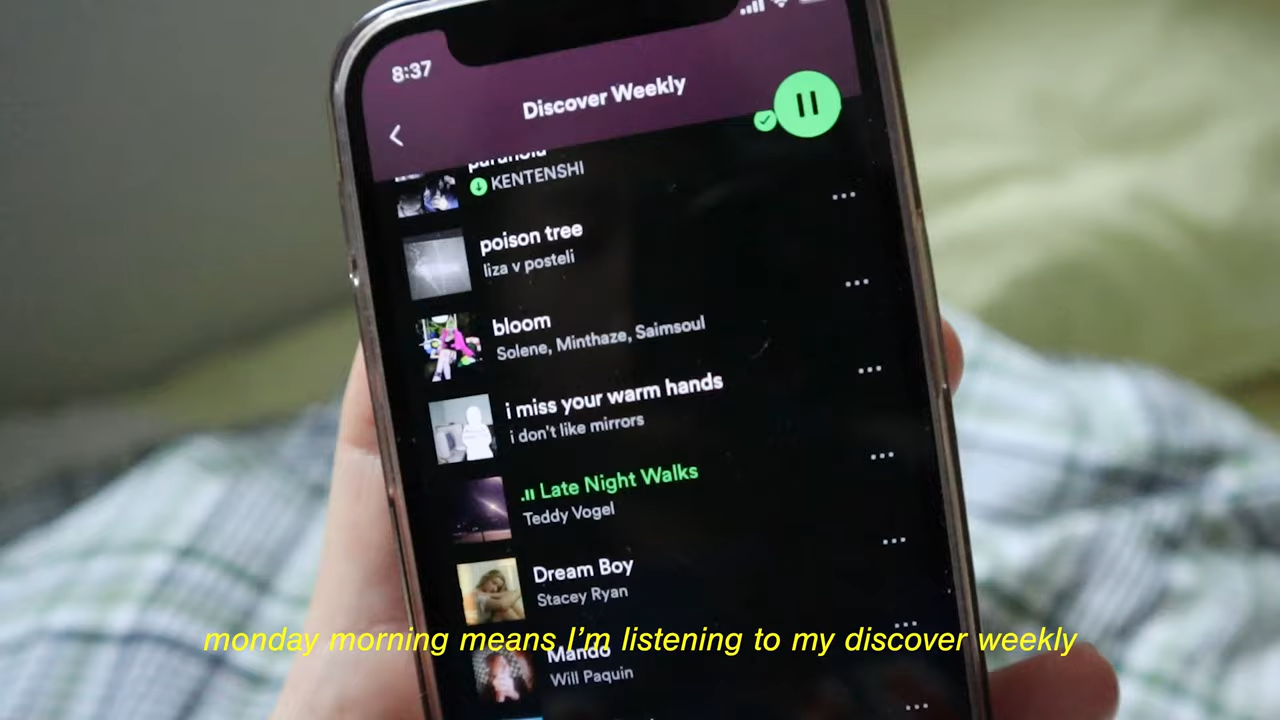 8:37
Discover Weekly
paranoia
KENTENSHI
poison tree
liza v posteli
bloom
Solene, Minthaze, Saimsoul
i miss your warm hands
i don't like mirrors
Late Night Walks
Teddy Vogel
Dream Boy
Stacey Ryan
monday morning means I'm listening to my discover weekly
Mando
Will Paquin